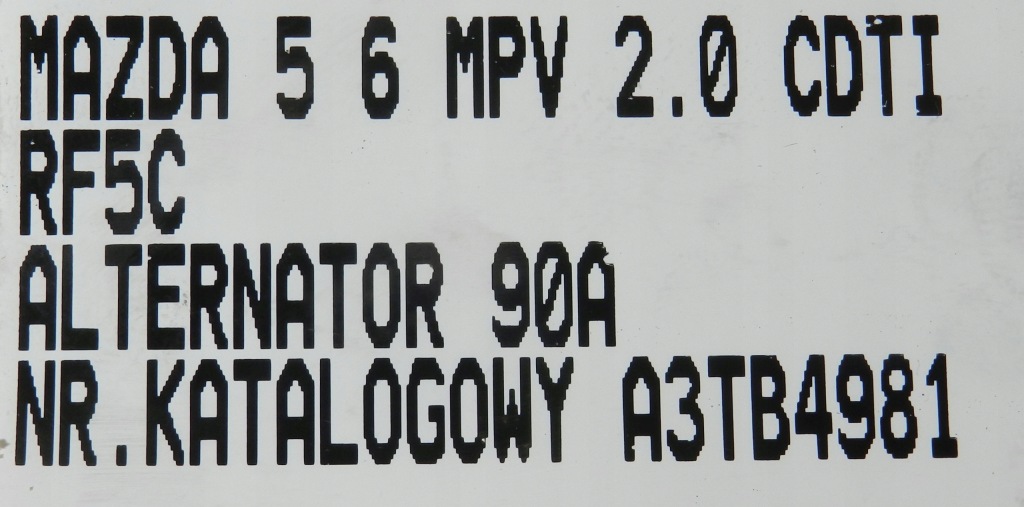 MAZDA 5 6 MPV 2.0 CDTI
RF5C
ALTERNATOR 90A
NR.KATALOGOWY A3TB4981